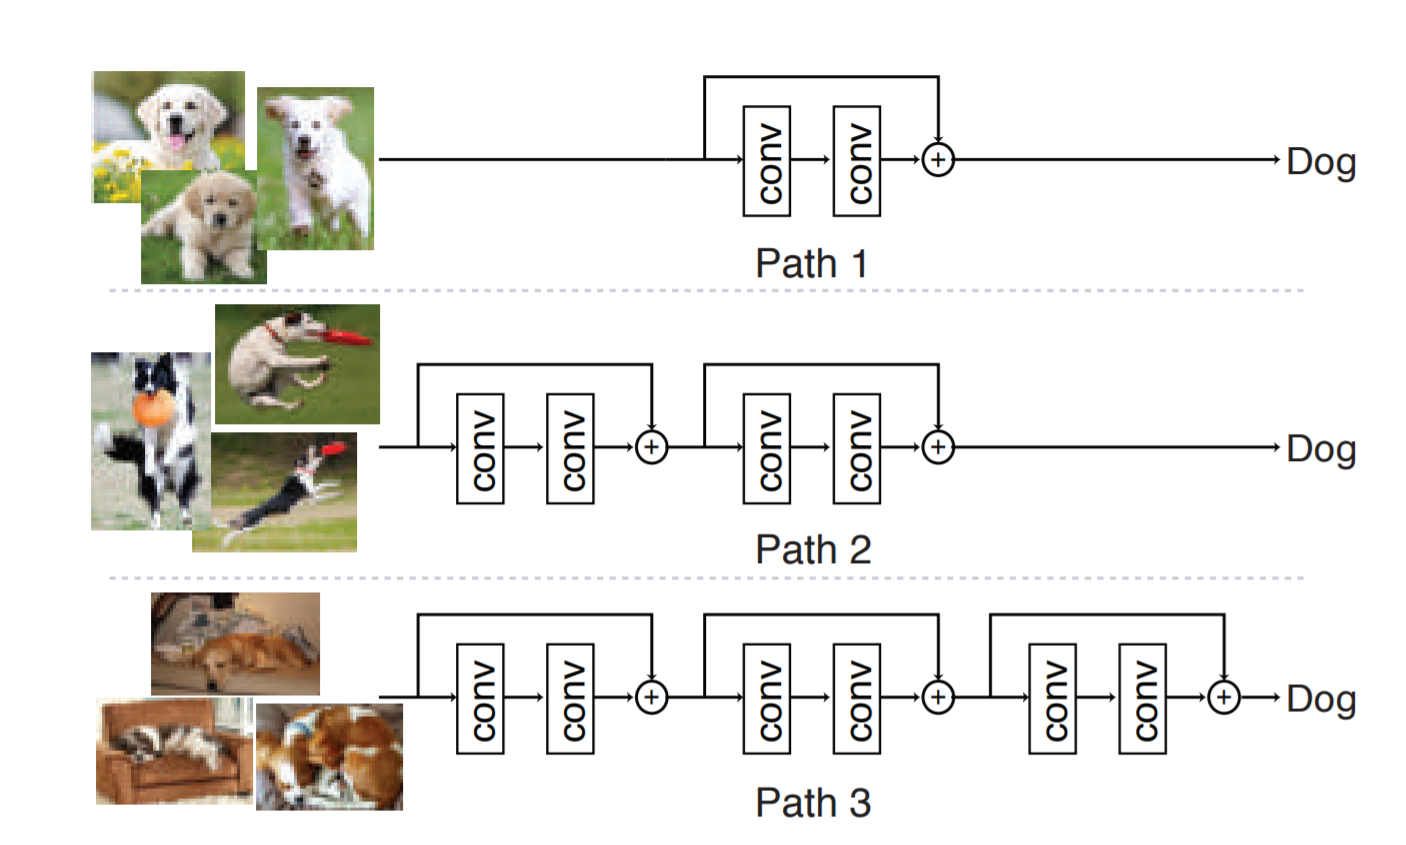 conv conv + Dog
Path 1
conv conv + conv conv + Dog
Path 2
conv conv + conv conv + conv conv + Dog
Path 3